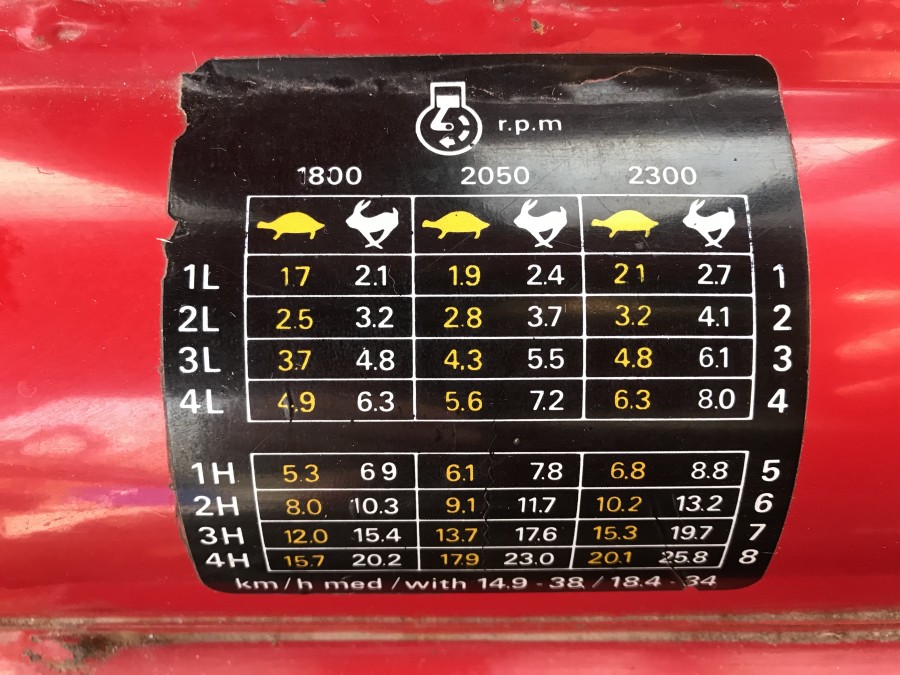 r.p.m
1800 2050 2300
1L 1.7 2.1 1.9 2.4 2.1 2.7 1
2L 2.5 3.2 2.8 3.7 3.2 4.1 2
3L 3.7 4.8 4.3 5.5 4.8 6.1 3
4L 4.9 6.3 5.6 7.2 6.3 8.0 4
1H 5.3 6.9 6.1 7.8 6.8 8.8 5
2H 8.0 10.3 9.1 11.7 10.2 13.2 6
3H 12.0 15.4 13.7 17.6 15.3 19.7 7
4H 15.7 20.2 17.9 23.0 20.1 25.8 8
km/h med/with 14.9-38/18.4-34